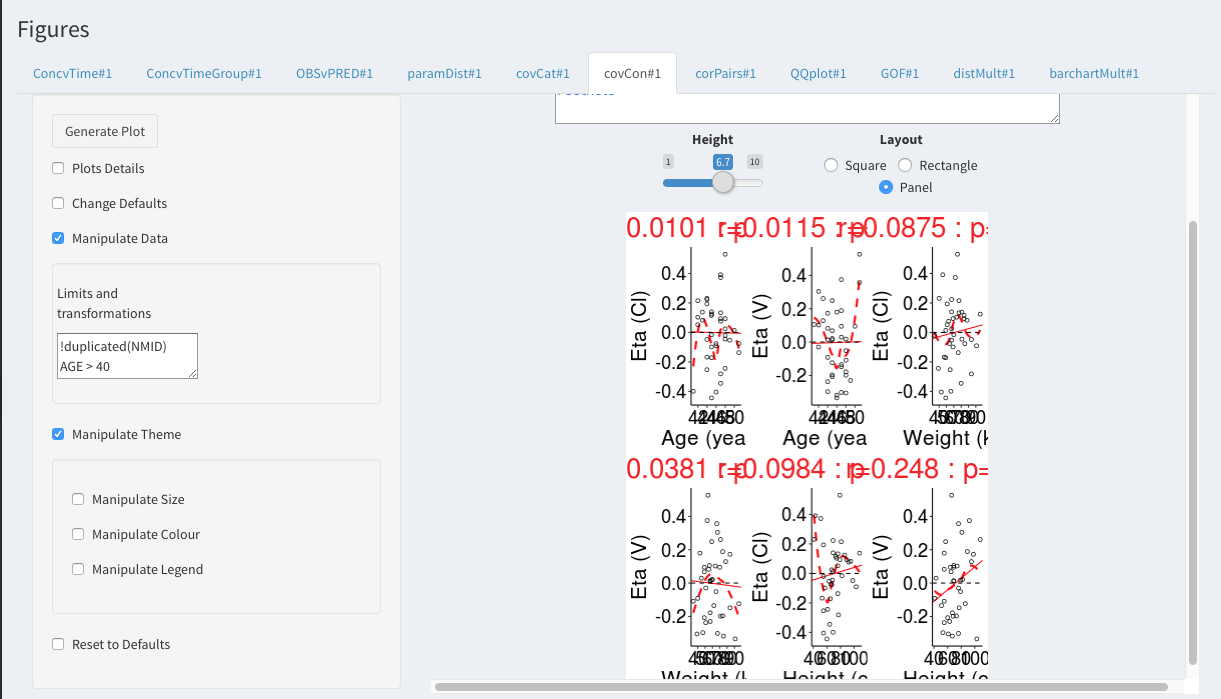 Figures
ConcvTime#1 ConcvTimeGroup#1 OBSvPRED#1 paramDist#1 covCat#1 covCon#1 corPairs#1 QQplot#1 GOF#1 distMult#1 barchartMult#1
Generate Plot
Plots Details
Change Defaults
Manipulate Data
Limits and
transformations
!duplicated(NMID)
AGE > 40
Manipulate Theme
Manipulate Size
Manipulate Colour
Manipulate Legend
Reset to Defaults
Height
1 6.7 10
Layout
Square Rectangle
Panel
0.0101 0.0115 0.0875 : p=
Eta (Cl)
0.4
0.2
0.0
-0.2
-0.4
Age (yea
Eta (V)
0.4
0.2
0.0
-0.2
Age (yea
Eta (Cl)
0.4
0.2
0.0
-0.2
-0.4
Weight (k
0.0381 0.0984 0.248 : p=
Eta (V)
0.4
0.2
0.0
-0.2
Weight (
Eta (Cl)
0.4
0.2
0.0
-0.2
-0.4
Height (c
Eta (V)
0.4
0.2
0.0
-0.2
Height (c